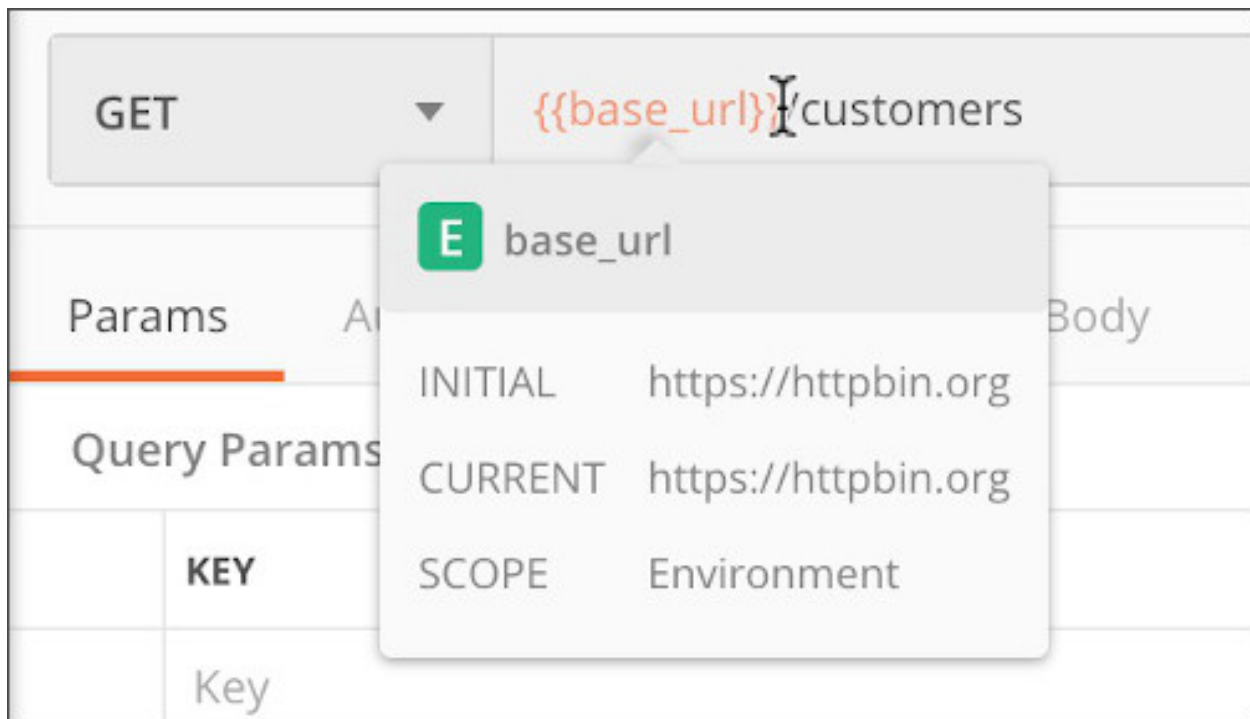 GET {{base_url}}/customers
E base_url
Params Body
INITIAL https://httpbin.org
CURRENT https://httpbin.org
SCOPE Environment
Query Params
KEY
Key